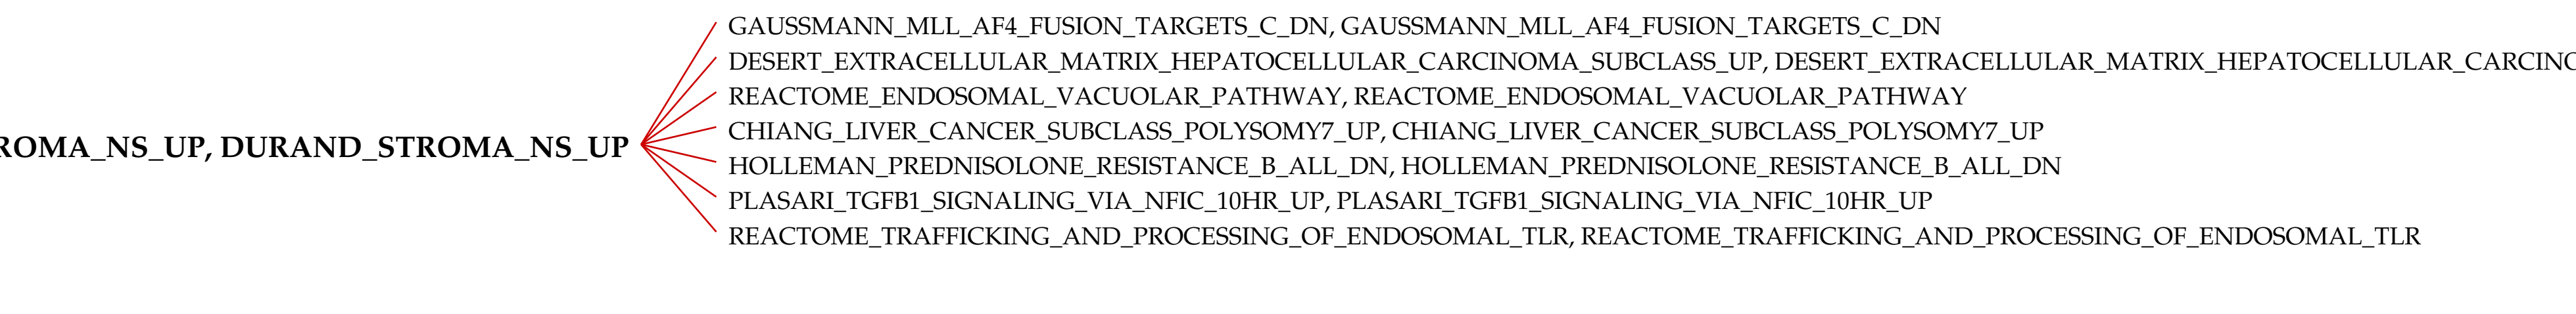 GAUSSMANN_MLL_AF4_FUSION_TARGETS_C_DN, GAUSSMANN_MLL_AF4_FUSION_TARGETS_C_DN
DESERT_EXTRACELLULAR_MATRIX_HEPATOCELLULAR_CARCINOMA_SUBCLASS_UP, DESERT_EXTRACELLULAR_MATRIX_HEPATOCELLULAR_CARCINO
REACTOME_ENDOSOMAL_VACUOLAR_PATHWAY, REACTOME_ENDOSOMAL_VACUOLAR_PATHWAY
CHIANG_LIVER_CANCER_SUBCLASS_POLYSOMY7_UP, CHIANG_LIVER_CANCER_SUBCLASS_POLYSOMY7_UP
ROMA_NS_UP, DURAND_STROMA_NS_UP
HOLLEMAN_PREDNISOLONE_RESISTANCE_B_ALL_DN, HOLLEMAN_PREDNISOLONE_RESISTANCE_B_ALL_DN
PLASARI_TGFB1_SIGNALING_VIA_NFIC_10HR_UP, PLASARI_TGFB1_SIGNALING_VIA_NFIC_10HR_UP
REACTOME_TRAFFICKING_AND_PROCESSING_OF_ENDOSOMAL_TLR, REACTOME_TRAFFICKING_AND_PROCESSING_OF_ENDOSOMAL_TLR